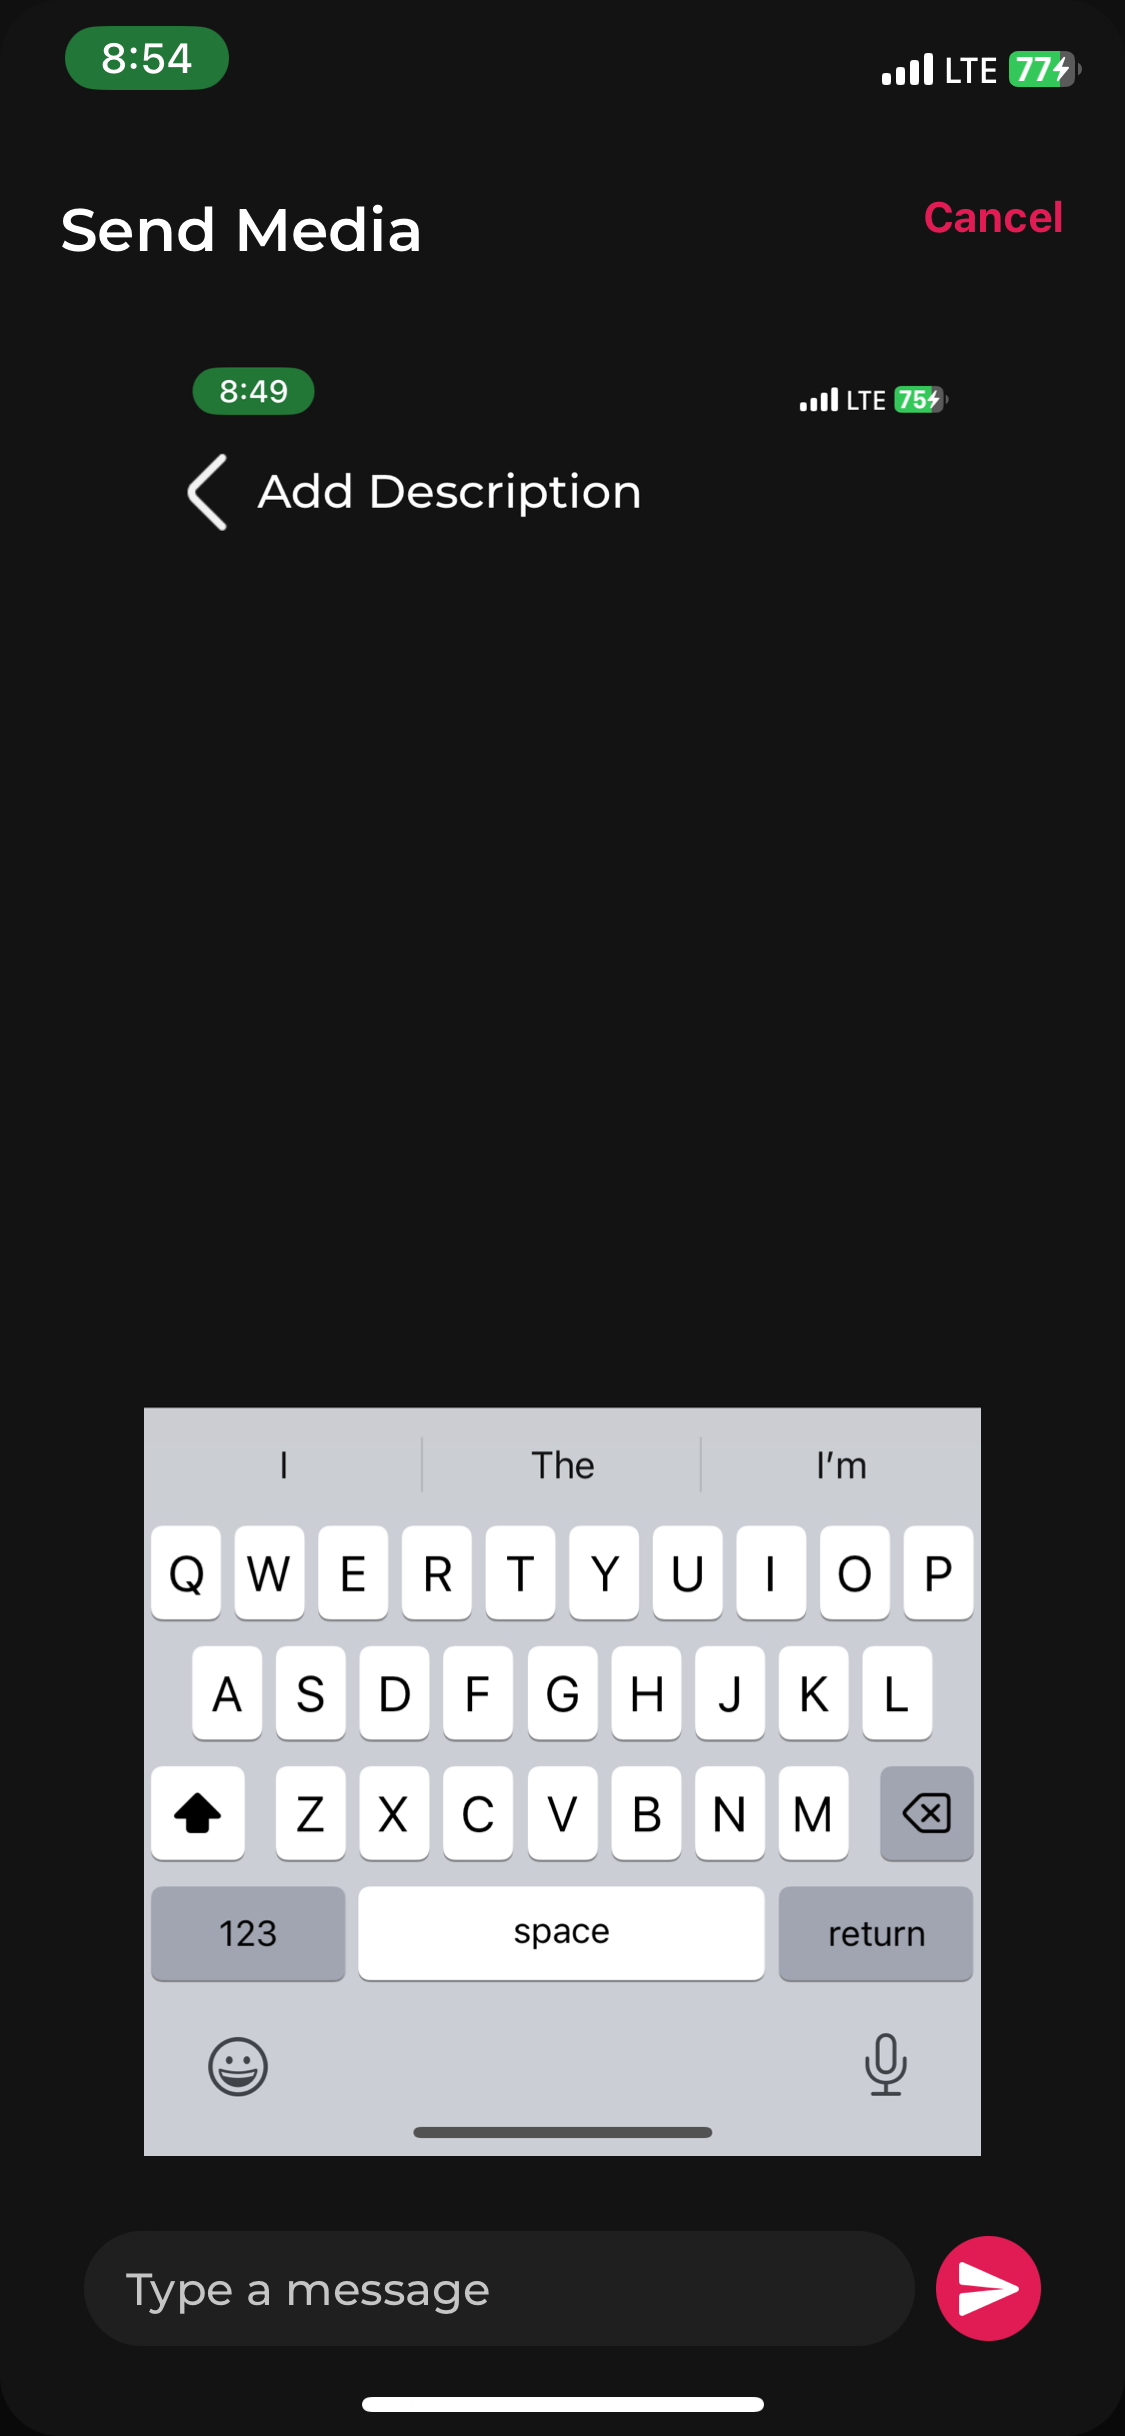 8:54 LTE 77
Send Media Cancel
8:49 LTE 75
Add Description
I The I'm
Q W E R T Y U I O P
A S D F G H J K L
Z X C V B N M
123 space return
Type a message